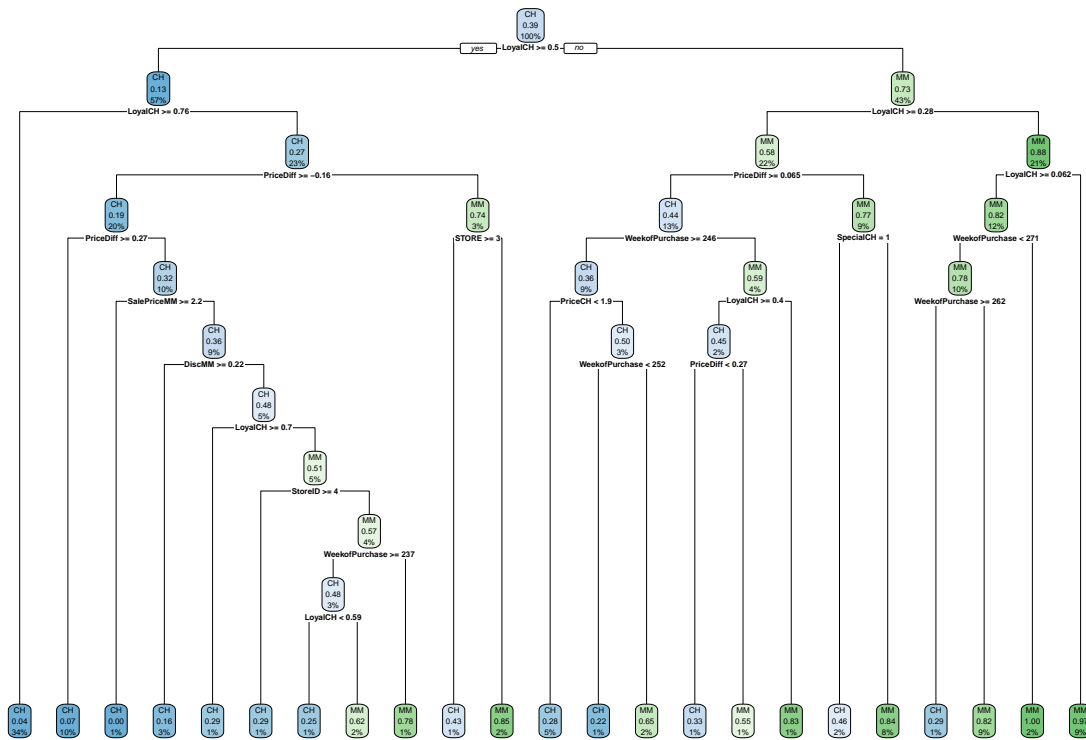 CH
0.39
100%
yes LoyalCH >= 0.5 no
CH
0.13
57%
MM
0.73
43%
LoyalCH >= 0.76
LoyalCH >= 0.28
CH
0.27
23%
MM
0.58
22%
MM
0.88
21%
PriceDiff >= −0.16
PriceDiff >= 0.065
LoyalCH >= 0.062
CH
0.19
20%
MM
0.74
3%
CH
0.44
13%
MM
0.77
9%
MM
0.82
12%
PriceDiff >= 0.27
STORE >= 3
WeekofPurchase >= 246
SpecialCH = 1
WeekofPurchase < 271
CH
0.32
10%
CH
0.36
9%
MM
0.59
4%
MM
0.78
10%
SalePriceMM >= 2.2
PriceCH < 1.9
LoyalCH >= 0.4
WeekofPurchase >= 262
CH
0.36
9%
CH
0.50
3%
CH
0.45
2%
DiscMM >= 0.22
WeekofPurchase < 252
PriceDiff < 0.27
CH
0.48
5%
LoyalCH >= 0.7
MM
0.51
5%
StoreID >= 4
MM
0.57
4%
WeekofPurchase >= 237
CH
0.48
3%
LoyalCH < 0.59
CH
0.04
34%
CH
0.07
10%
CH
0.00
1%
CH
0.16
3%
CH
0.29
1%
CH
0.29
1%
CH
0.25
1%
MM
0.62
2%
MM
0.78
1%
CH
0.43
1%
MM
0.85
2%
CH
0.28
5%
CH
0.22
1%
MM
0.65
2%
CH
0.33
1%
MM
0.55
1%
MM
0.83
1%
CH
0.46
2%
MM
0.84
8%
CH
0.29
1%
MM
0.82
9%
MM
1.00
2%
MM
0.97
9%